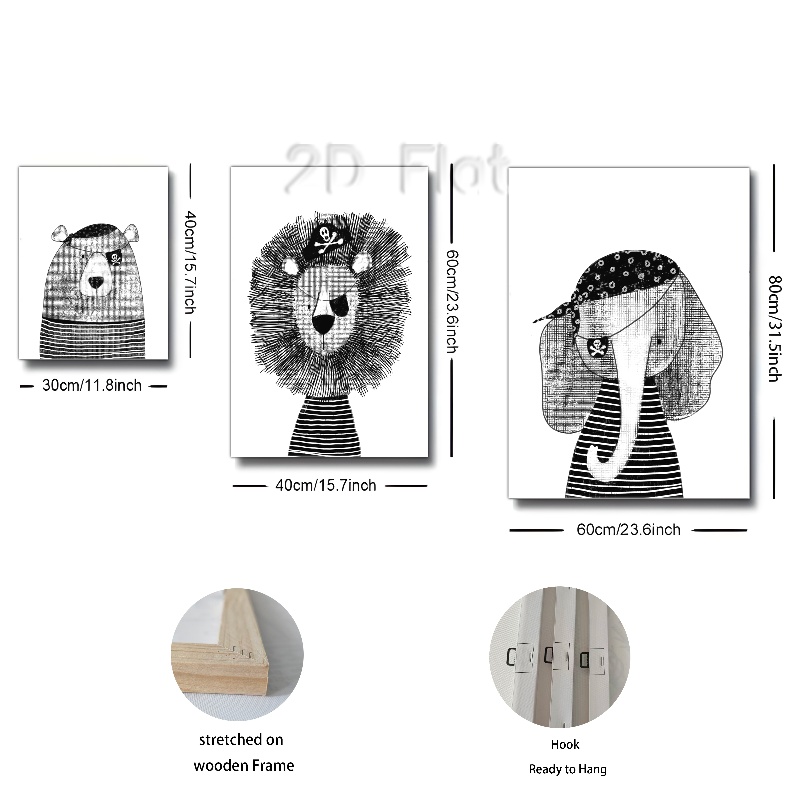 2D Flat
40cm/15.7inch
30cm/11.8inch
60cm/23.6inch
40cm/15.7inch
80cm/31.5inch
60cm/23.6inch
stretched on
wooden Frame
Hook
Ready to Hang